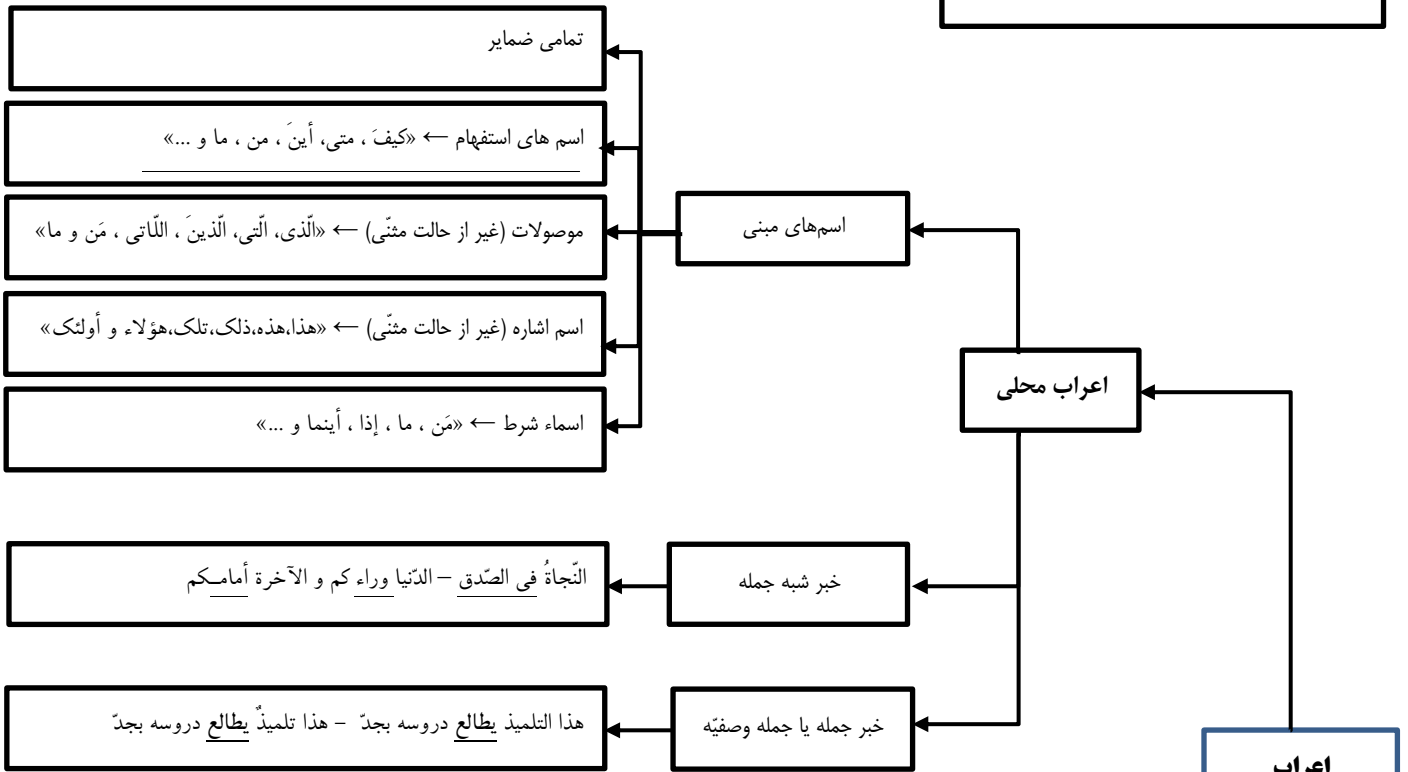 تمامی ضمایر
اسم های استفهام ← «کیفَ ، متی، أینَ ، من ، ما و ...»
موصولات (غیر از حالت مثنّی) ← «الّذی، الّتی، الّذینَ ، اللّاتی ، مَن و ما»
اسم‌های مبنی
اسم اشاره (غیر از حالت مثنّی) ← «هذا،هذه،ذلک،تلک،هؤلاء و أولئک»
اعراب محلی
اسماء شرط ← «مَن ، ما ، إذا ، أینما و ...»
خبر شبه جمله
النّجاةُ فی الصّدق – الدّنیا وراء کم و الآخرة أمامـکم
خبر جمله یا جمله وصفیّه
هذا التلمیذ یطالع دروسه بجدّ – هذا تلمیذٌ یطالع دروسه بجدّ
اعراب